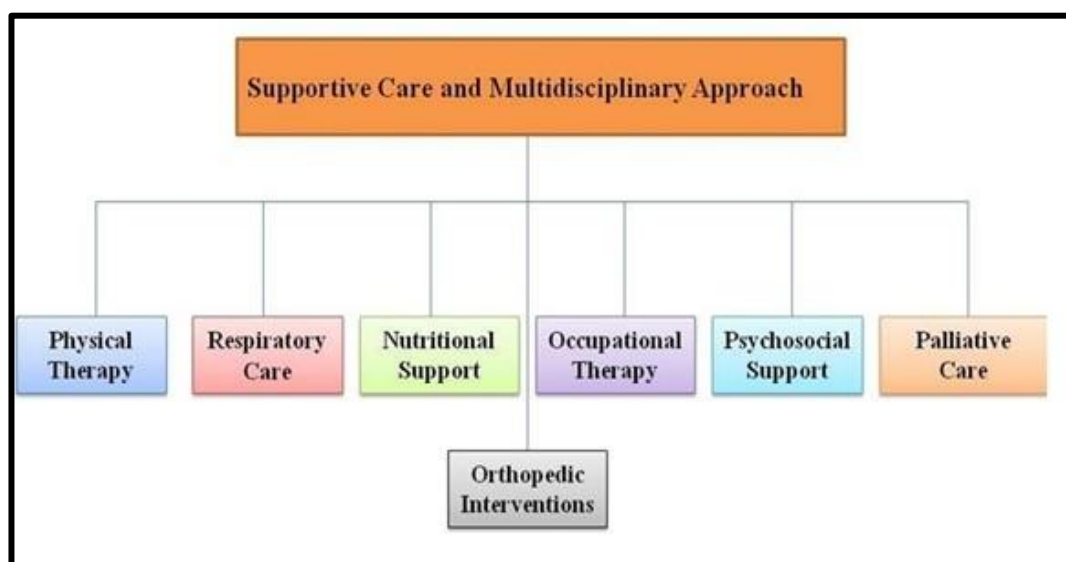 Supportive Care and Multidisciplinary Approach
Physical
Therapy
Respiratory
Care
Nutritional
Support
Occupational
Therapy
Psychosocial
Support
Palliative
Care
Orthopedic
Interventions